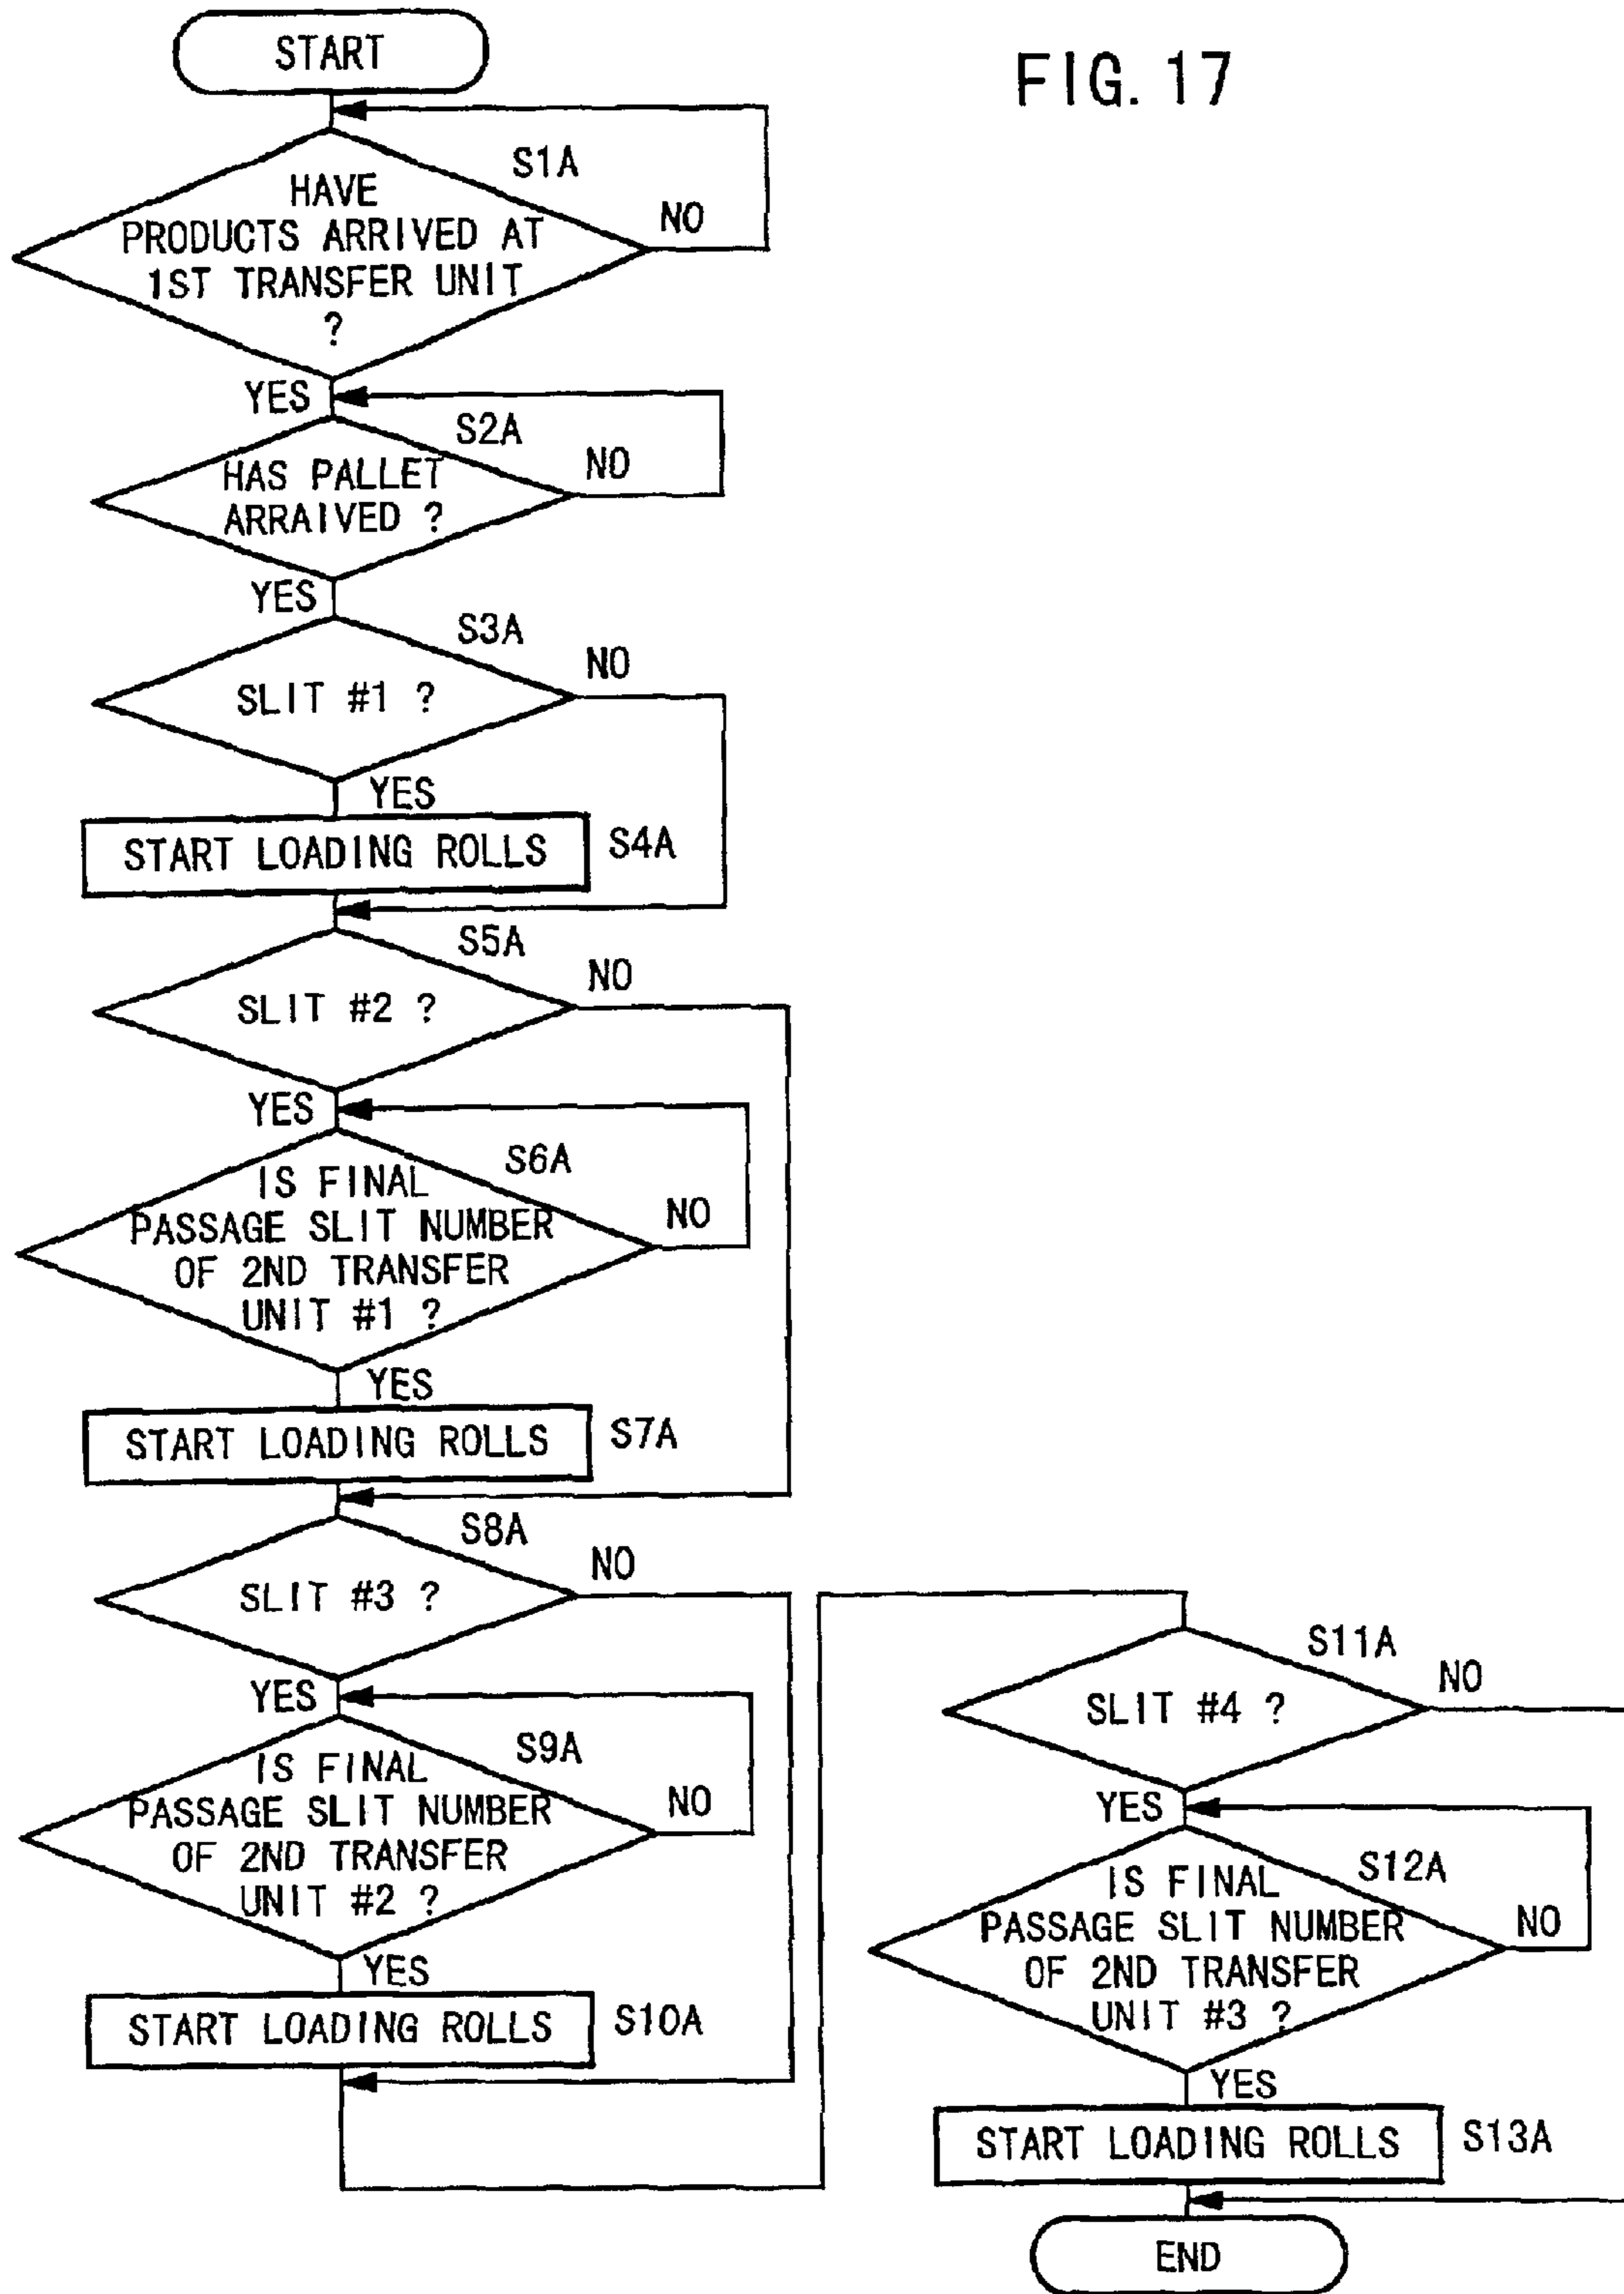 FIG. 17
START
S1A
HAVE
PRODUCTS ARRIVED AT
1ST TRANSFER UNIT
?
NO
YES
S2A
HAS PALLET
ARRAIVED ?
NO
YES
S3A
SLIT #1 ?
NO
YES
START LOADING ROLLS
S4A
S5A
SLIT #2 ?
NO
YES
S6A
IS FINAL
PASSAGE SLIT NUMBER
OF 2ND TRANSFER
UNIT #1 ?
NO
YES
START LOADING ROLLS
S7A
S8A
SLIT #3 ?
NO
YES
S9A
IS FINAL
PASSAGE SLIT NUMBER
OF 2ND TRANSFER
UNIT #2 ?
NO
YES
START LOADING ROLLS
S10A
S11A
SLIT #4 ?
NO
YES
S12A
IS FINAL
PASSAGE SLIT NUMBER
OF 2ND TRANSFER
UNIT #3 ?
NO
YES
START LOADING ROLLS
S13A
END